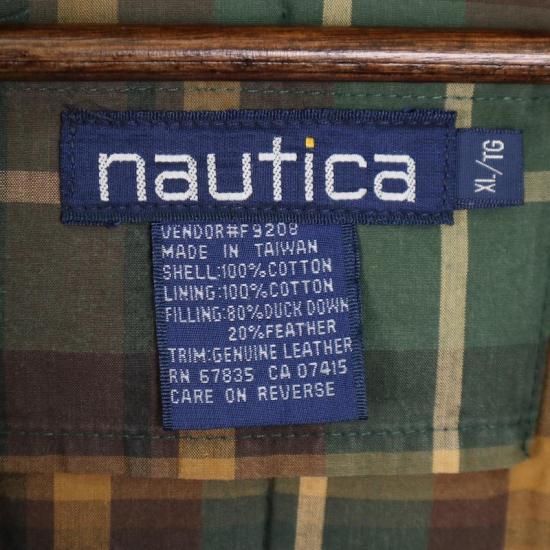 nautica
XL/TG
VENDOR#F9208
MADE IN TAIWAN
SHELL:100%COTTON
LINING:100%COTTON
FILLING:80%DUCK DOWN
20%FEATHER
TRIM:GENUINE LEATHER
RN 67835 CA 07415
CARE ON REVERSE